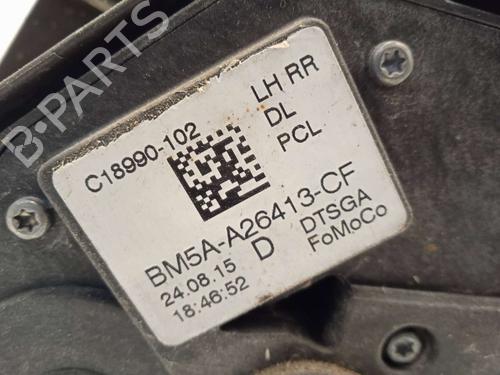 C18990-102
LH RR
DL
PCL
BM5A-A26413-CF
24.08.15
18:46:52
D
DTSGA
FoMoCo
B-PARTS